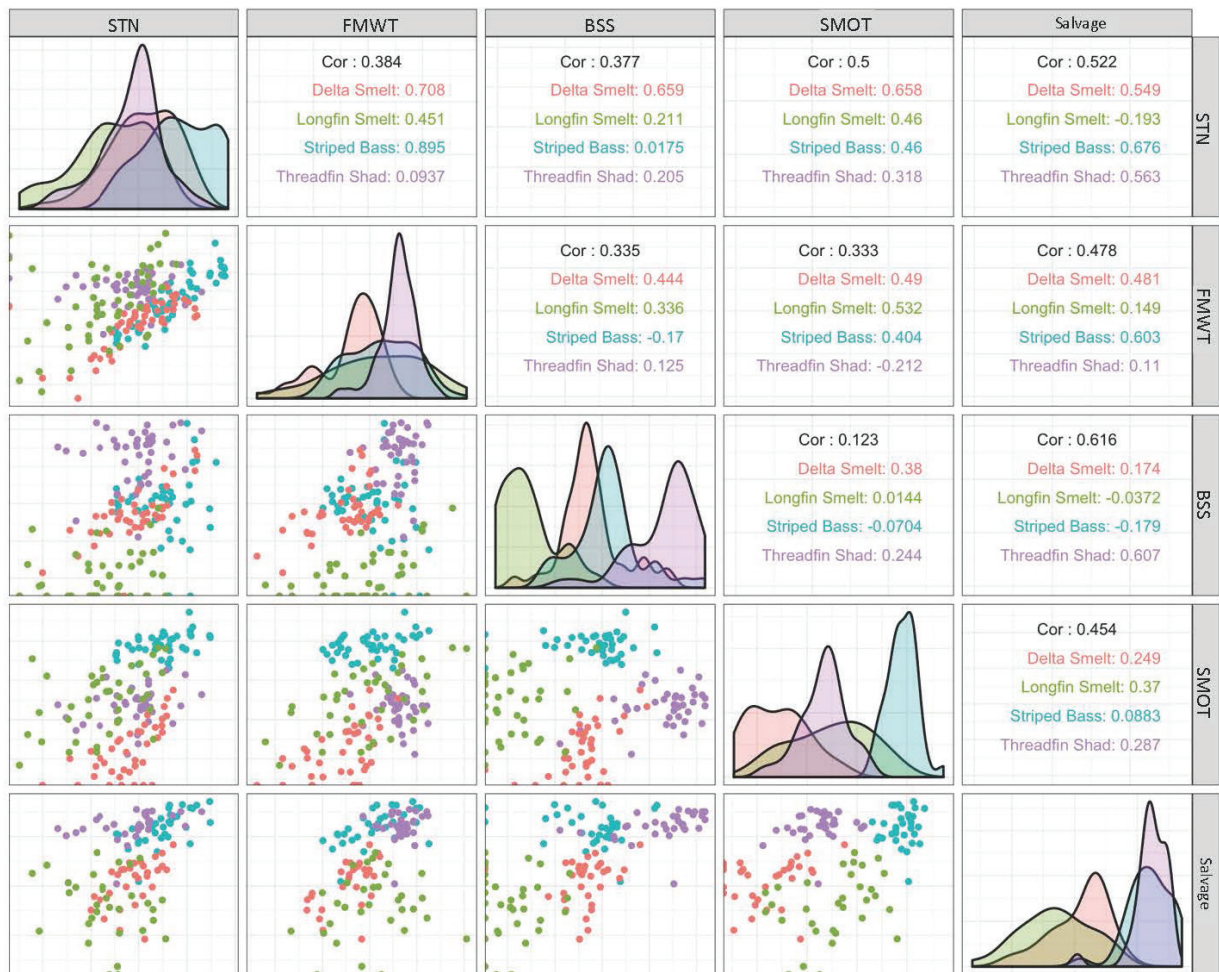 STN
FMWT
BSS
SMOT
Salvage
Cor : 0.384
Delta Smelt: 0.708
Longfin Smelt: 0.451
Striped Bass: 0.895
Threadfin Shad: 0.0937
Cor : 0.377
Delta Smelt: 0.659
Longfin Smelt: 0.211
Striped Bass: 0.0175
Threadfin Shad: 0.205
Cor : 0.5
Delta Smelt: 0.658
Longfin Smelt: 0.46
Striped Bass: 0.46
Threadfin Shad: 0.318
Cor : 0.522
Delta Smelt: 0.549
Longfin Smelt: -0.193
Striped Bass: 0.676
Threadfin Shad: 0.563
STN
Cor : 0.335
Delta Smelt: 0.444
Longfin Smelt: 0.336
Striped Bass: -0.17
Threadfin Shad: 0.125
Cor : 0.333
Delta Smelt: 0.49
Longfin Smelt: 0.532
Striped Bass: 0.404
Threadfin Shad: -0.212
Cor : 0.478
Delta Smelt: 0.481
Longfin Smelt: 0.149
Striped Bass: 0.603
Threadfin Shad: 0.11
FMWT
Cor : 0.123
Delta Smelt: 0.38
Longfin Smelt: 0.0144
Striped Bass: -0.0704
Threadfin Shad: 0.244
Cor : 0.616
Delta Smelt: 0.174
Longfin Smelt: -0.0372
Striped Bass: -0.179
Threadfin Shad: 0.607
BSS
Cor : 0.454
Delta Smelt: 0.249
Longfin Smelt: 0.37
Striped Bass: 0.0883
Threadfin Shad: 0.287
SMOT
Salvage